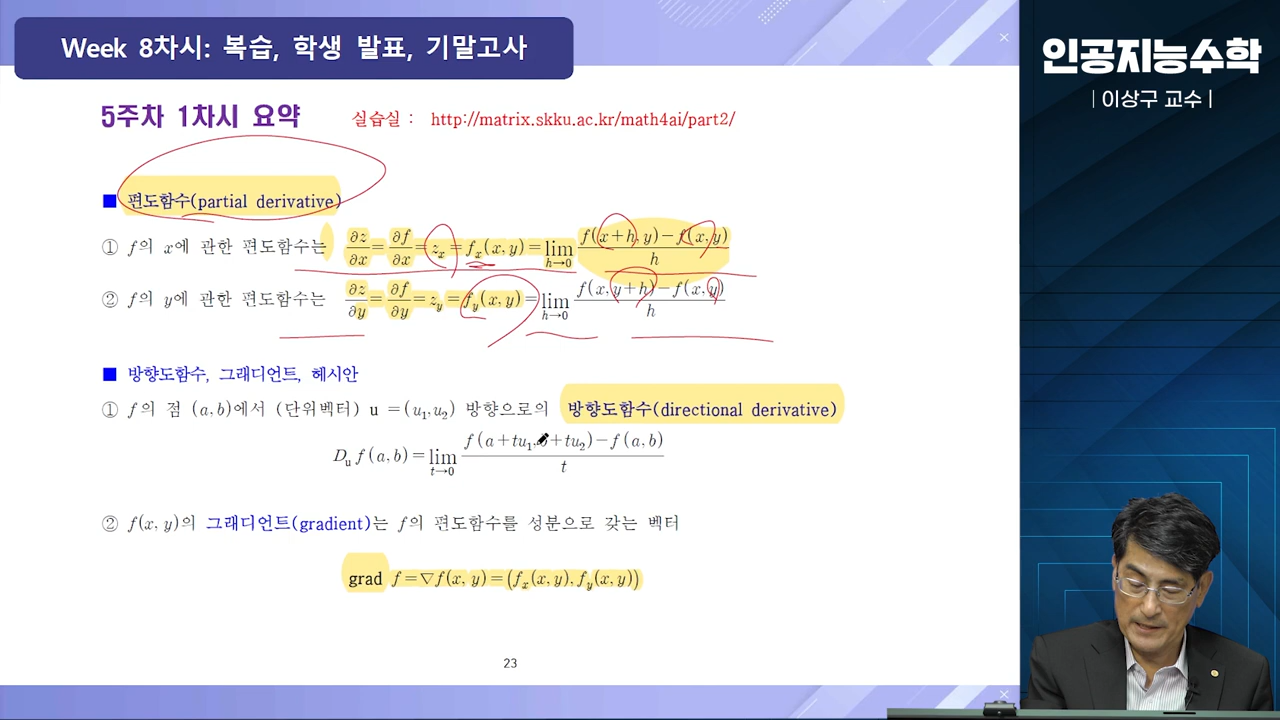 Week 8차시: 복습, 학생 발표, 기말고사
인공지능수학
| 이상구 교수 |
5주차 1차시 요약 실습실 : http://matrix.skku.ac.kr/math4ai/part2/
■ 편도함수(partial derivative)
① f의 x에 관한 편도함수는 ∂z/∂x = ∂f/∂x = z_x = f_x(x, y) = lim_{h→0} (f(x+h, y) − f(x, y))/h
② f의 y에 관한 편도함수는 ∂z/∂y = ∂f/∂y = z_y = f_y(x, y) = lim_{h→0} (f(x, y+h) − f(x, y))/h
■ 방향도함수, 그래디언트, 헤시안
① f의 점 (a, b)에서 (단위벡터) u = (u₁, u₂) 방향으로의 방향도함수(directional derivative)
D_u f(a, b) = lim_{t→0} (f(a+tu₁, b+tu₂) − f(a, b))/t
② f(x, y)의 그래디언트(gradient)는 f의 편도함수를 성분으로 갖는 벡터
grad f = ∇f(x, y) = (f_x(x, y), f_y(x, y))
23